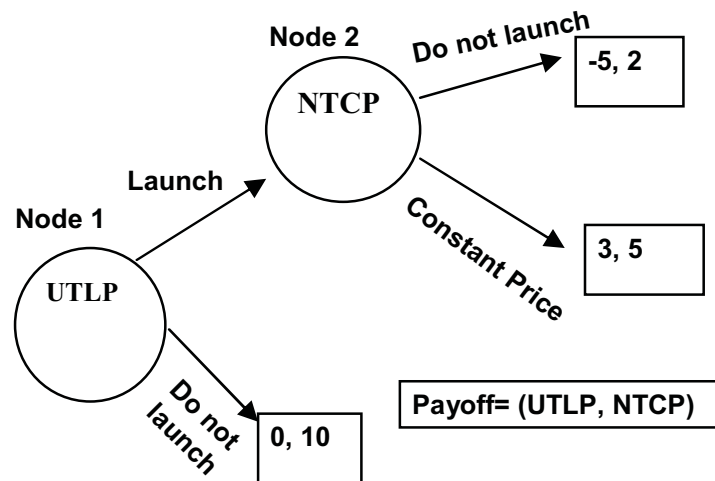 Node 2
Do not launch
-5, 2
NTCP
Launch
Node 1
Constant Price
3, 5
UTLP
Do not
launch
0, 10
Payoff= (UTLP, NTCP)